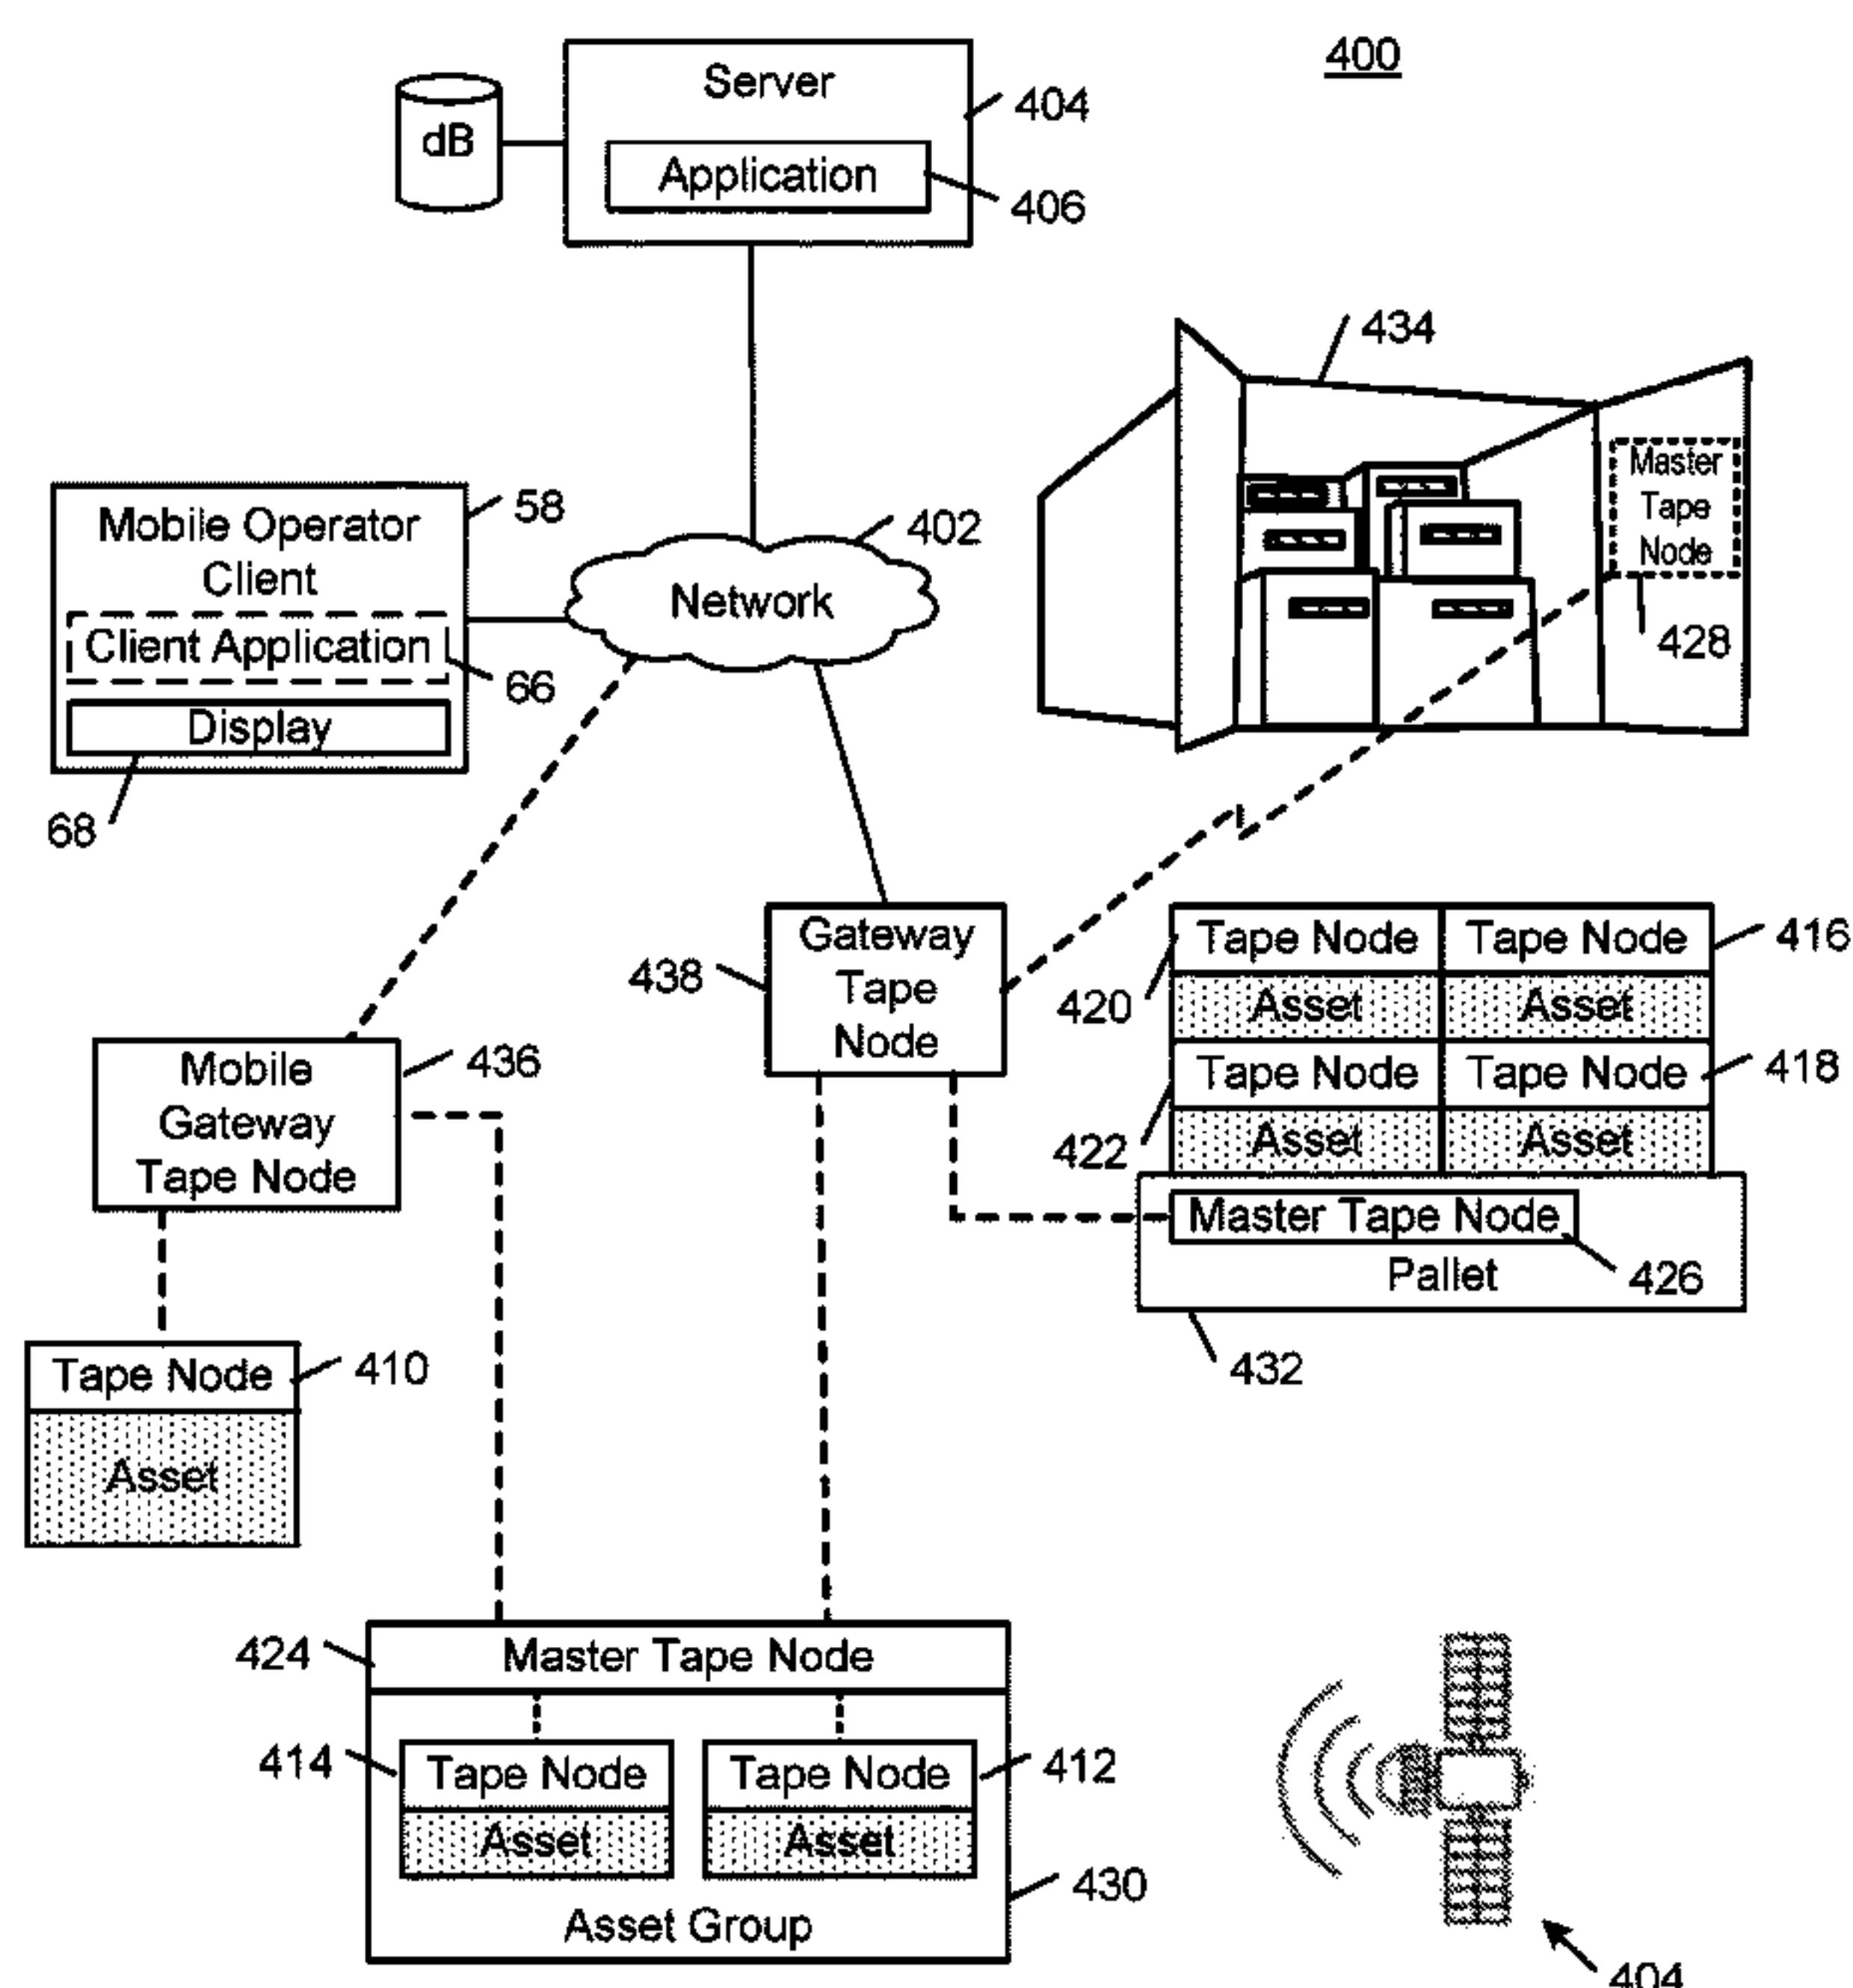 400
Server
404
dB
Application
406
434
Master
Tape
Node
428
Mobile Operator
Client
58
Client Application
66
Display
68
402
Network
Gateway
Tape
Node
438
Tape Node
Tape Node
416
420
Asset
Asset
Tape Node
Tape Node
418
422
Asset
Asset
Master Tape Node
426
Pallet
432
Mobile
Gateway
Tape Node
436
Tape Node
410
Asset
424
Master Tape Node
414
Tape Node
Tape Node
412
Asset
Asset
430
Asset Group
404